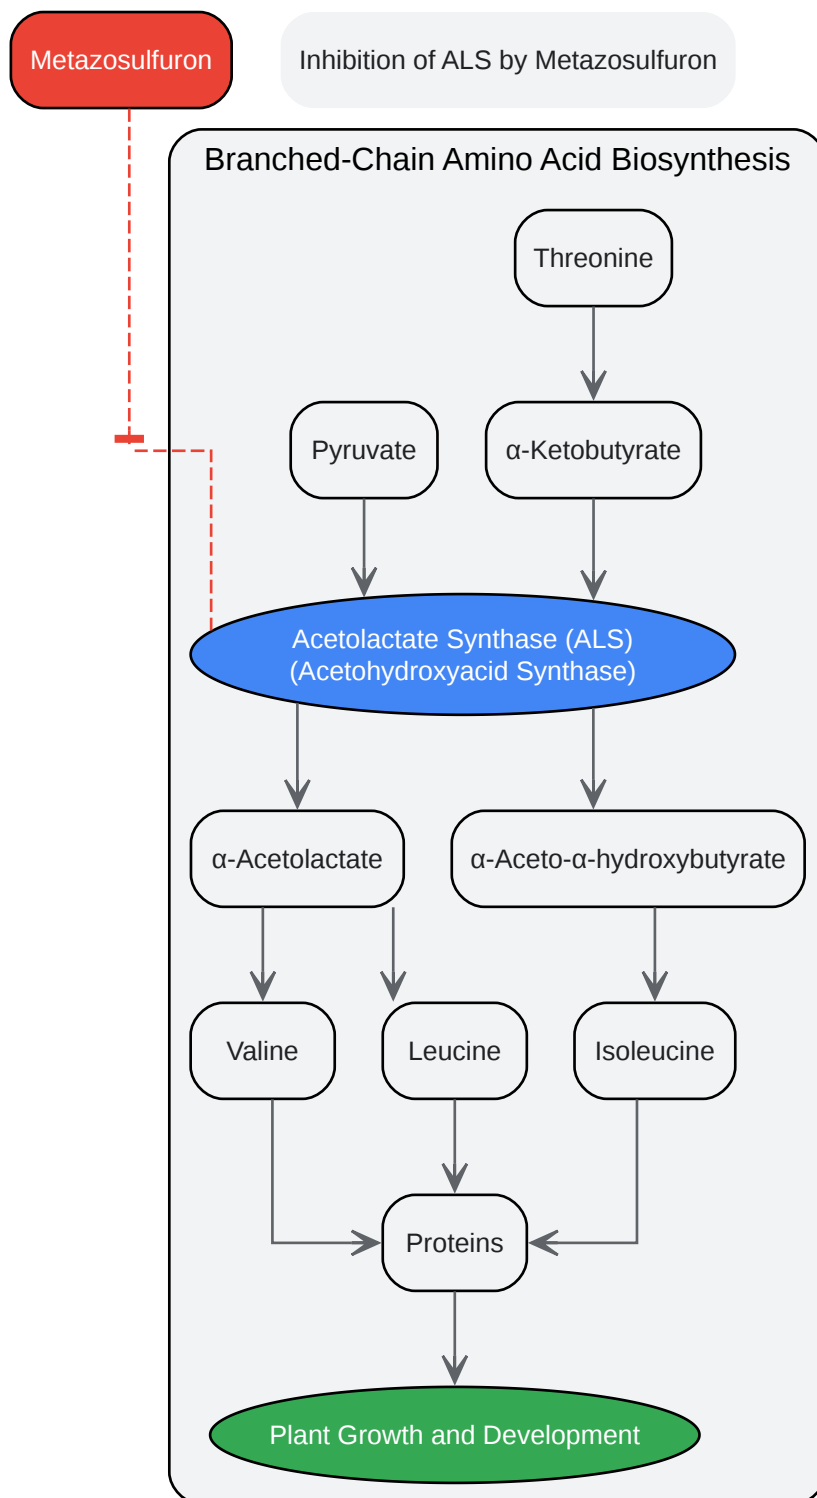 Metazosulfuron
Inhibition of ALS by Metazosulfuron
Branched-Chain Amino Acid Biosynthesis
Threonine
Pyruvate
α-Ketobutyrate
Acetolactate Synthase (ALS)
(Acetohydroxyacid Synthase)
α-Acetolactate
α-Aceto-α-hydroxybutyrate
Valine
Leucine
Isoleucine
Proteins
Plant Growth and Development